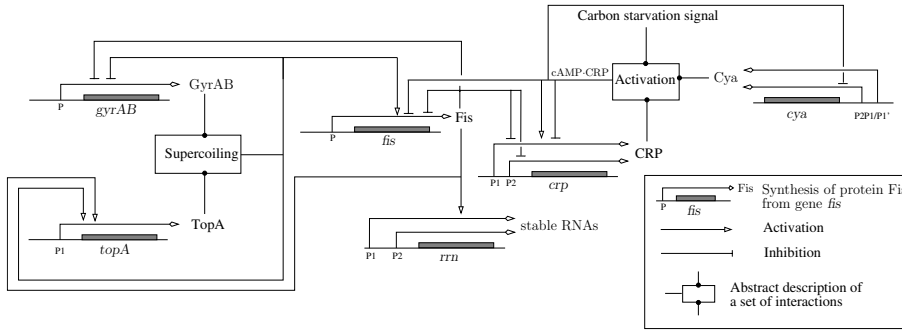 Carbon starvation signal
GyrAB
P
gyrAB
cAMP-CRP
Activation
Cya
P2P1/P1'
cya
Fis
P
fis
Supercoiling
CRP
P1 P2
crp
TopA
P1
topA
stable RNAs
P1 P2
rrn
Fis
P
fis
Synthesis of protein Fis
from gene fis
Activation
Inhibition
Abstract description of
a set of interactions